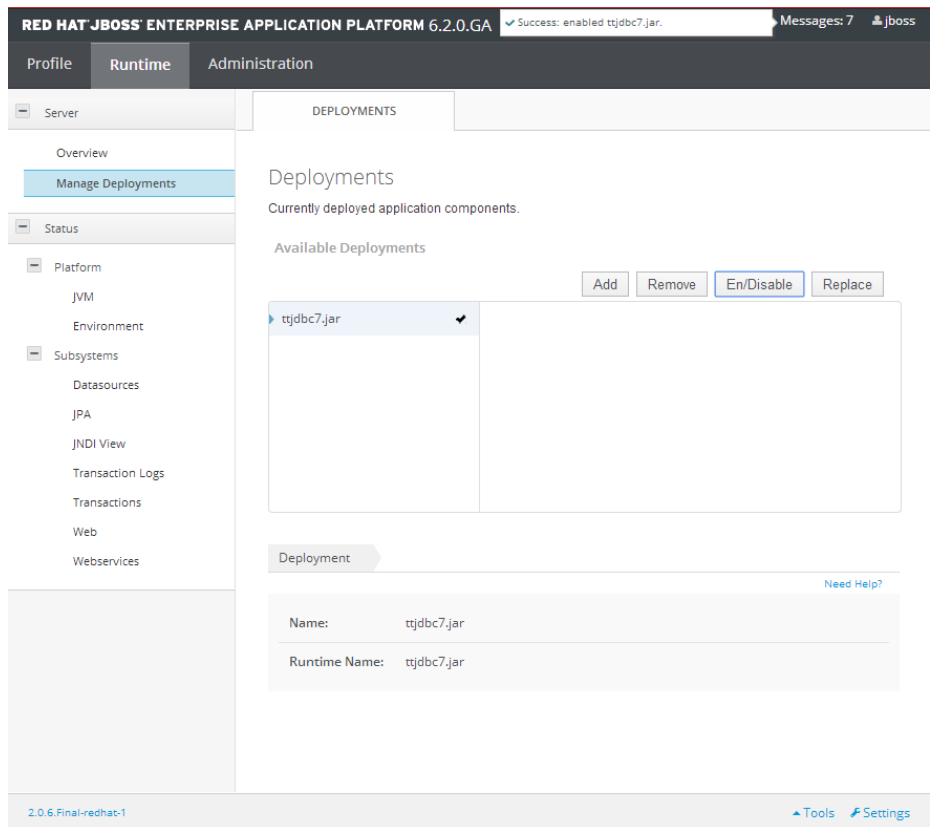 RED HAT JBOSS ENTERPRISE APPLICATION PLATFORM 6.2.0.GA
Success: enabled ttjdbc7.jar.
Messages: 7
jboss
Profile
Runtime
Administration
Server
Overview
Manage Deployments
Status
Platform
JVM
Environment
Subsystems
Datasources
JPA
JNDI View
Transaction Logs
Transactions
Web
Webservices
DEPLOYMENTS
Deployments
Currently deployed application components.
Available Deployments
Add
Remove
En/Disable
Replace
ttjdbc7.jar
Deployment
Need Help?
Name: ttjdbc7.jar
Runtime Name: ttjdbc7.jar
2.0.6.Final-redhat-1
Tools
Settings